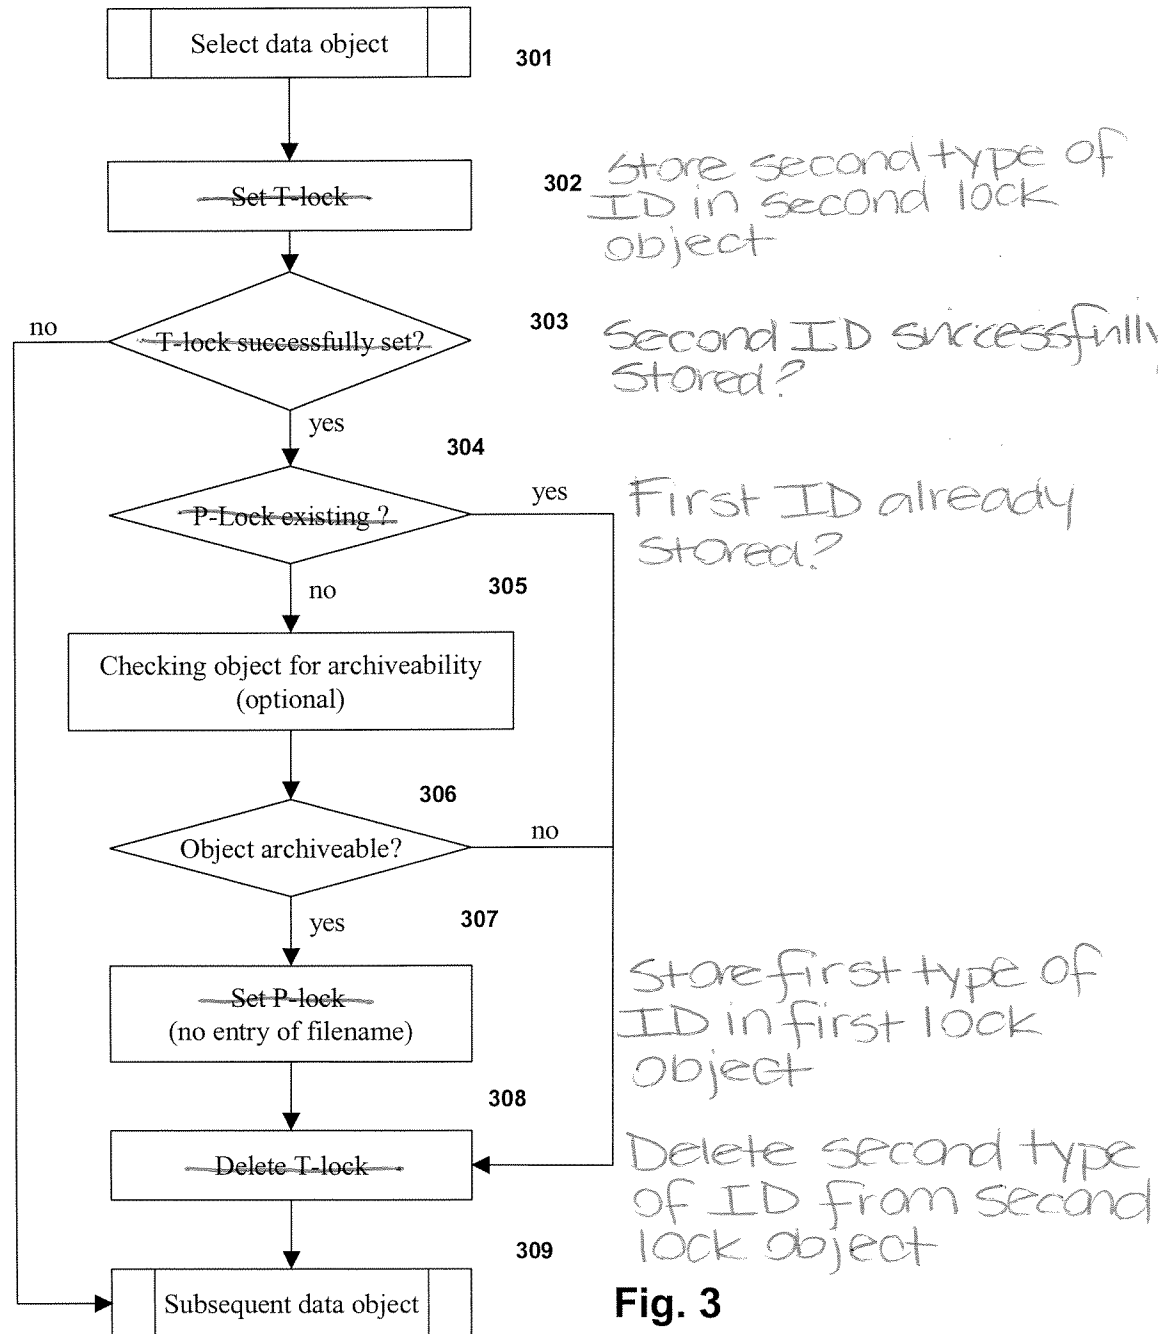 Select data object
301
Set T-lock
302
Store second type of
ID in second lock
object
no
T-lock successfully set?
303
Second ID successfully
stored?
yes
304
P-Lock existing ?
yes
First ID already
stored?
no
305
Checking object for archiveability
(optional)
306
Object archiveable?
no
yes
307
Set P-lock
(no entry of filename)
Store first type of
ID in first lock
object
308
Delete T-lock
Delete second type
of ID from second
lock object
309
Subsequent data object
Fig. 3